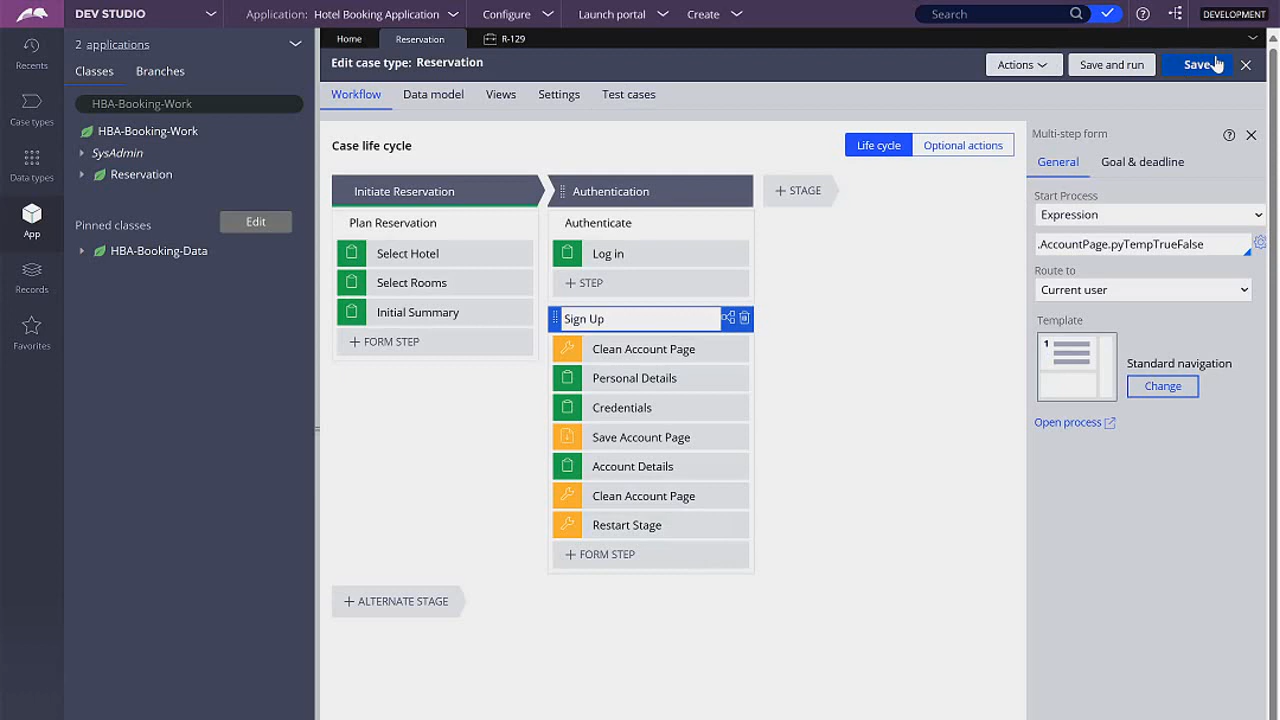 DEV STUDIO
Application: Hotel Booking Application
Configure
Launch portal
Create
Search
DEVELOPMENT
Recents
Case types
Data types
App
Records
Favorites
2 applications
Classes
Branches
HBA-Booking-Work
HBA-Booking-Work
SysAdmin
Reservation
Pinned classes
Edit
HBA-Booking-Data
Home
Reservation
R-129
Edit case type: Reservation
Actions
Save and run
Save
Workflow
Data model
Views
Settings
Test cases
Case life cycle
Life cycle
Optional actions
Initiate Reservation
Plan Reservation
Select Hotel
Select Rooms
Initial Summary
+ FORM STEP
Authentication
Authenticate
Log in
+ STEP
Sign Up
Clean Account Page
Personal Details
Credentials
Save Account Page
Account Details
Clean Account Page
Restart Stage
+ FORM STEP
+ STAGE
+ ALTERNATE STAGE
Multi-step form
General
Goal & deadline
Start Process
Expression
.AccountPage.pyTempTrueFalse
Route to
Current user
Template
1
Standard navigation
Change
Open process